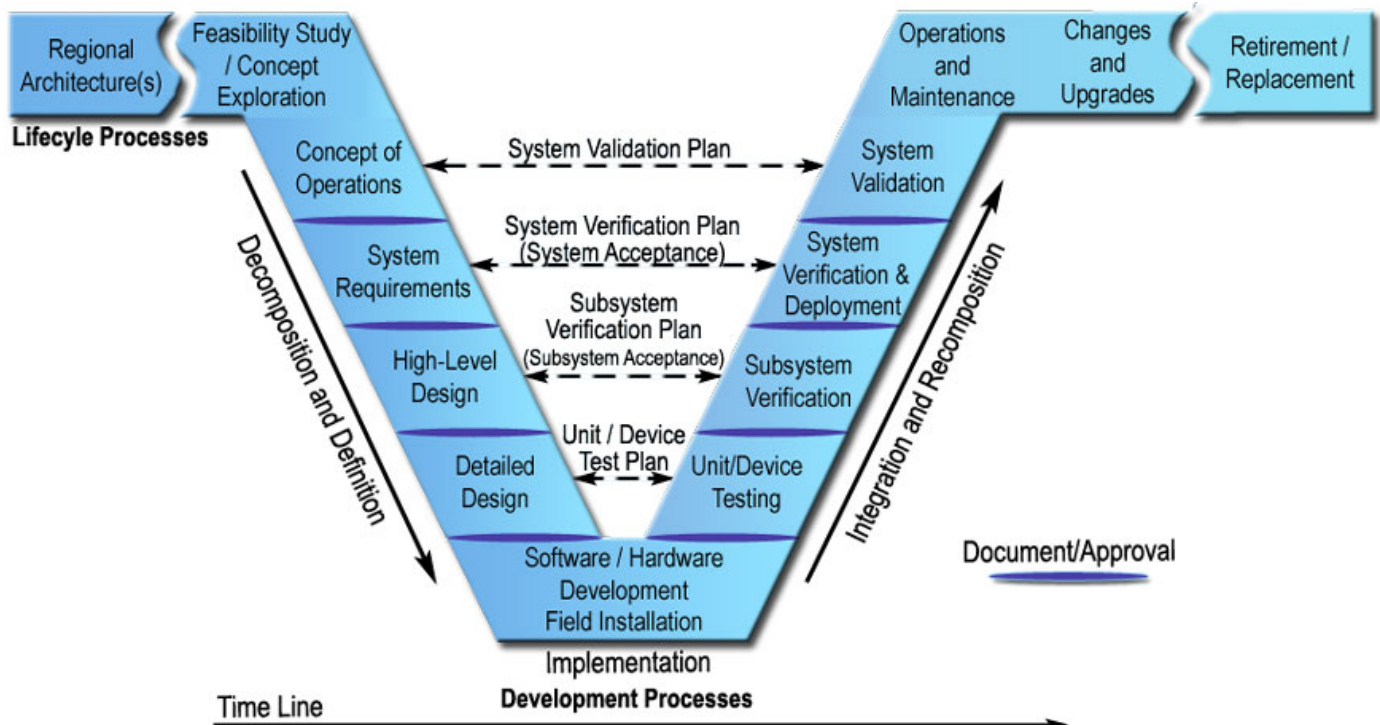 Regional
Architecture(s)
Feasibility Study
/ Concept
Exploration
Operations
and
Maintenance
Changes
and
Upgrades
Retirement /
Replacement
Lifecyle Processes
Concept of
Operations
System Validation Plan
System
Validation
System Verification Plan
(System Acceptance)
System
Requirements
System
Verification &
Deployment
Subsystem
Verification Plan
(Subsystem Acceptance)
High-Level
Design
Subsystem
Verification
Unit / Device
Test Plan
Detailed
Design
Unit/Device
Testing
Decomposition and Definition
Integration and Recomposition
Software / Hardware
Development
Field Installation
Document/Approval
Implementation
Development Processes
Time Line